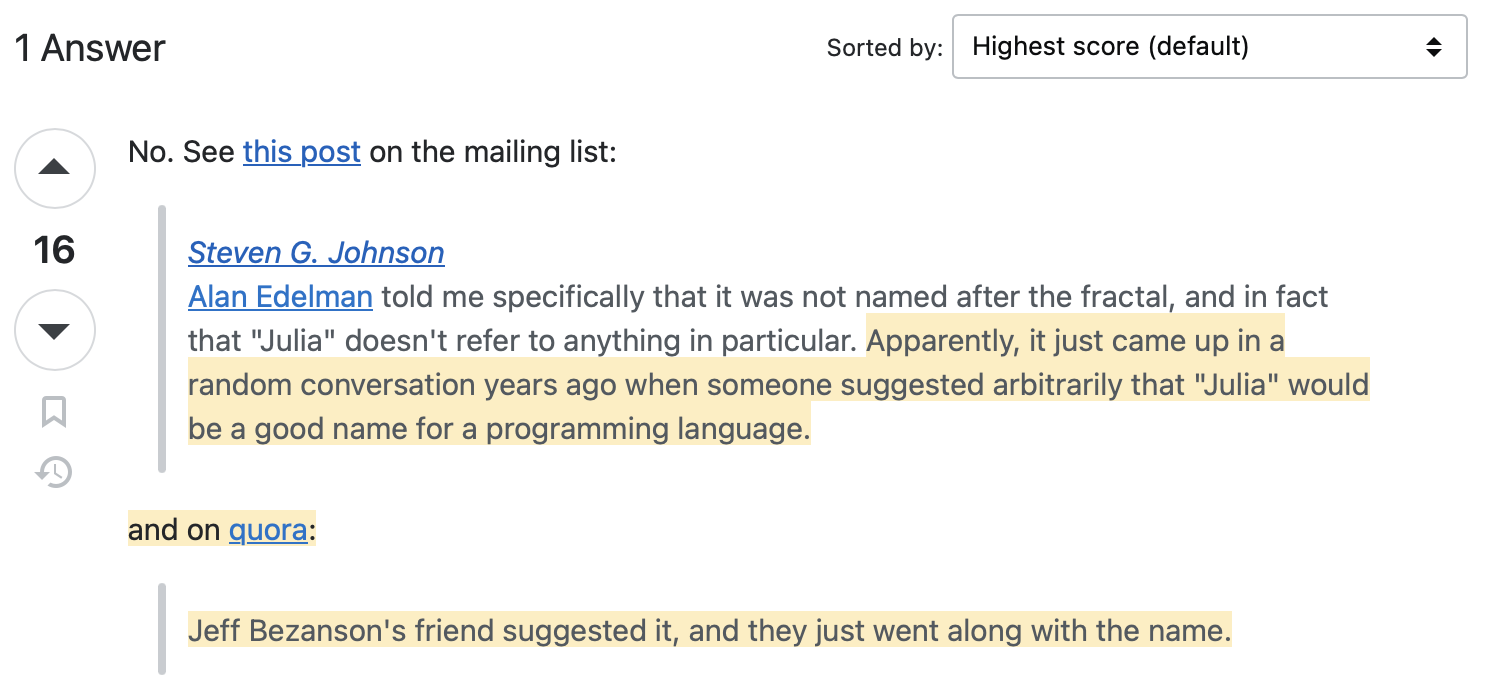 1 Answer
Sorted by:
Highest score (default)
No. See this post on the mailing list:
16
Steven G. Johnson
Alan Edelman told me specifically that it was not named after the fractal, and in fact
that "Julia" doesn't refer to anything in particular. Apparently, it just came up in a
random conversation years ago when someone suggested arbitrarily that "Julia" would
be a good name for a programming language.
and on quora:
Jeff Bezanson's friend suggested it, and they just went along with the name.